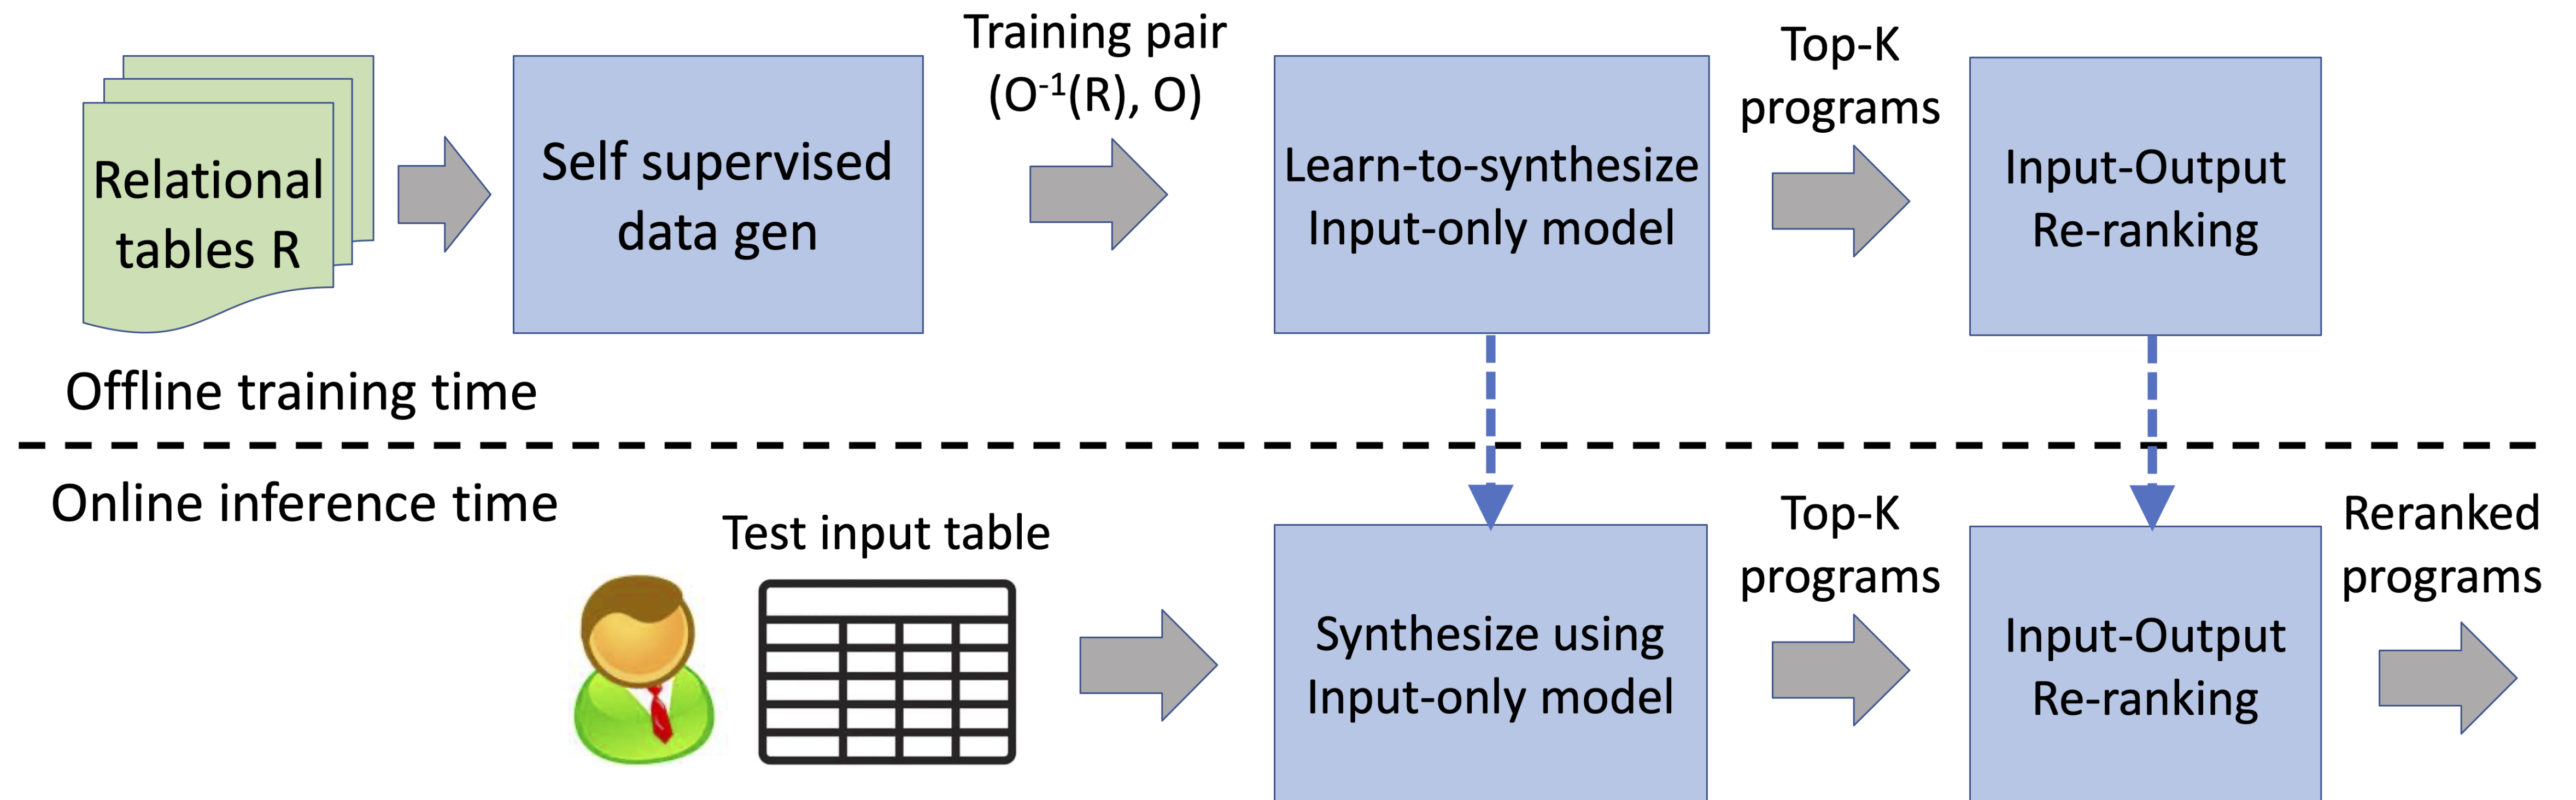 Relational
tables R
Self supervised
data gen
Training pair
(O⁻¹(R), O)
Learn-to-synthesize
Input-only model
Top-K
programs
Input-Output
Re-ranking
Offline training time
Online inference time
Test input table
Synthesize using
Input-only model
Top-K
programs
Input-Output
Re-ranking
Reranked
programs